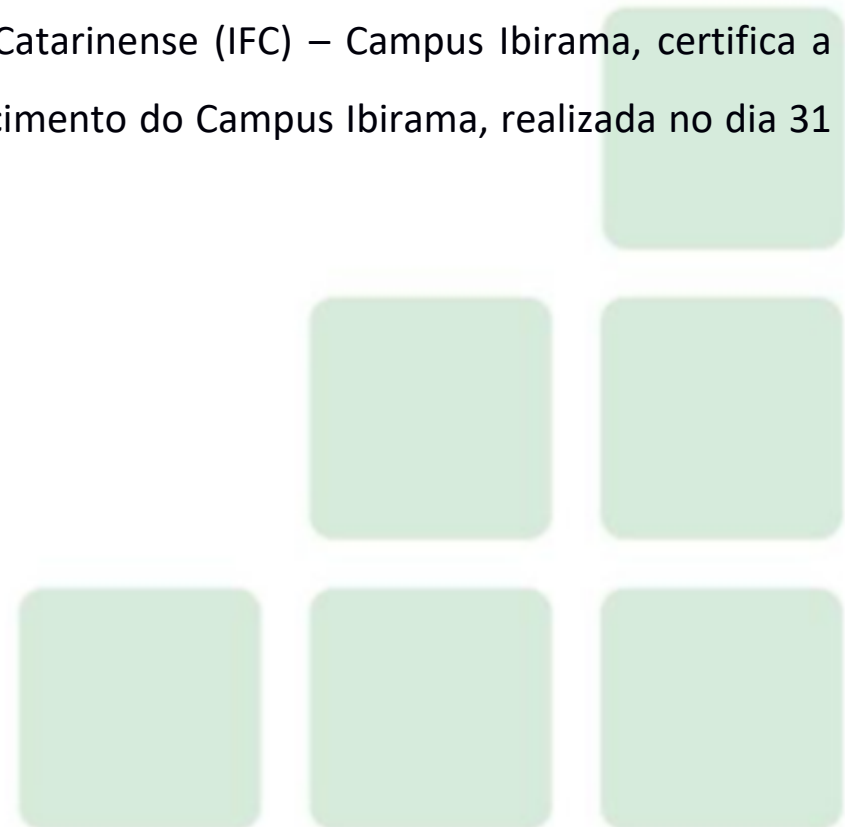 Catarinense (IFC) – Campus Ibirama, certifica a
cimento do Campus Ibirama, realizada no dia 31